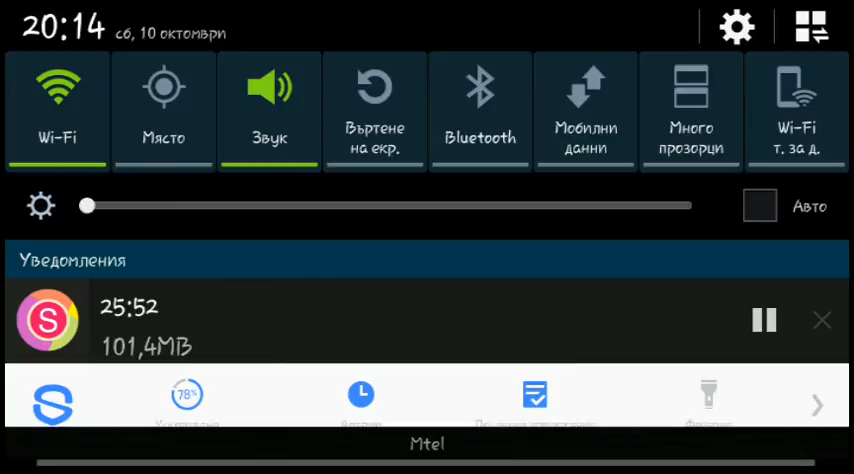 20:14 сб, 10 октомври
Wi-Fi
Място
Звук
Въртене
на екр.
Bluetooth
Мобилни
данни
Много
прозорци
Wi-Fi
т. за д.
Авто
Уведомления
S
25:52
101,4MB
78%
Mtel